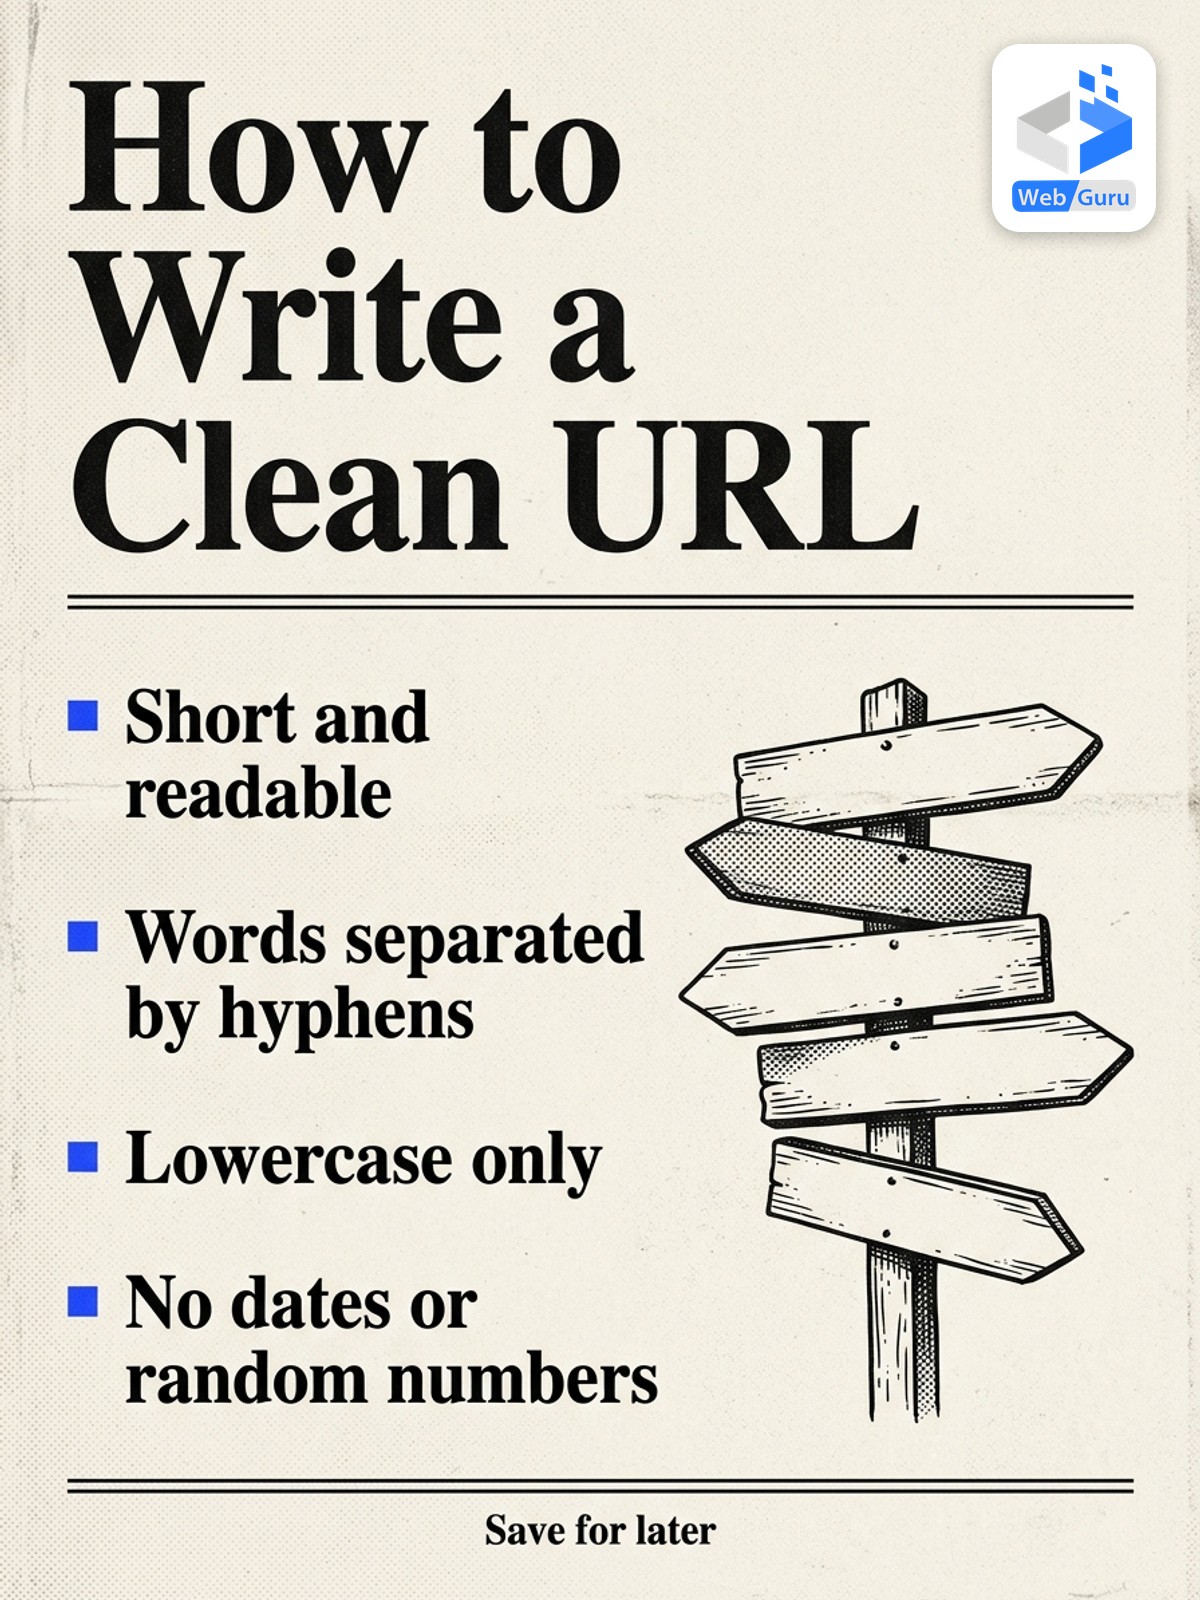 How to
Write a
Clean URL
Web Guru
Short and
readable
Words separated
by hyphens
Lowercase only
No dates or
random numbers
Save for later